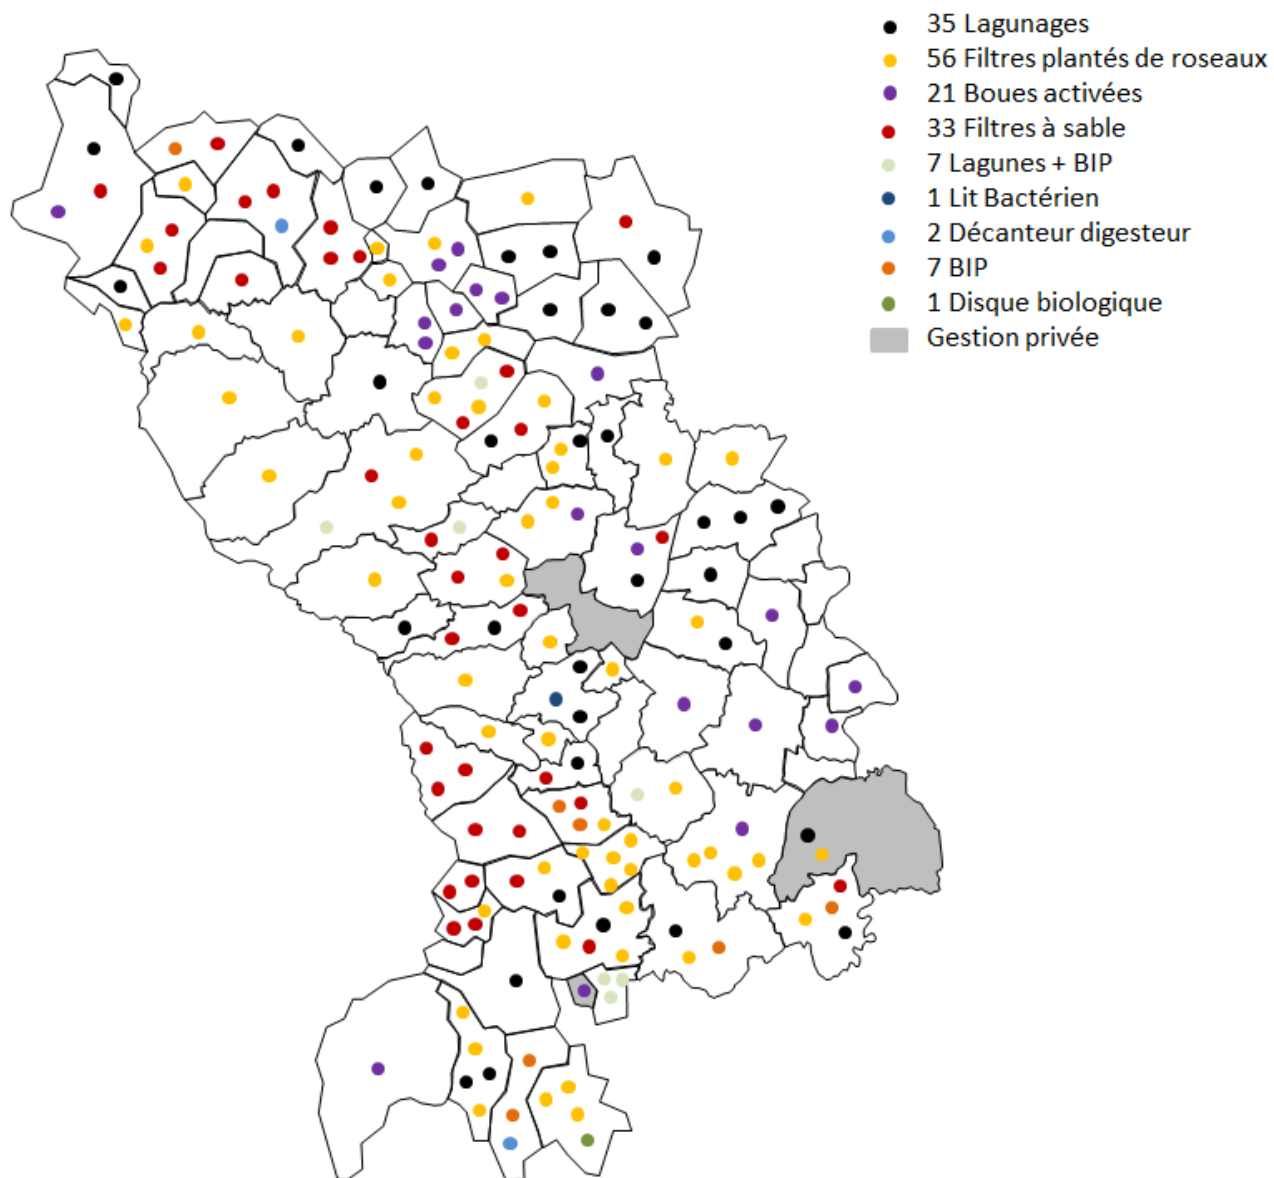 35 Lagunages
56 Filtres plantés de roseaux
21 Boues activées
33 Filtres à sable
7 Lagunes + BIP
1 Lit Bactérien
2 Décanteur digesteur
7 BIP
1 Disque biologique
Gestion privée